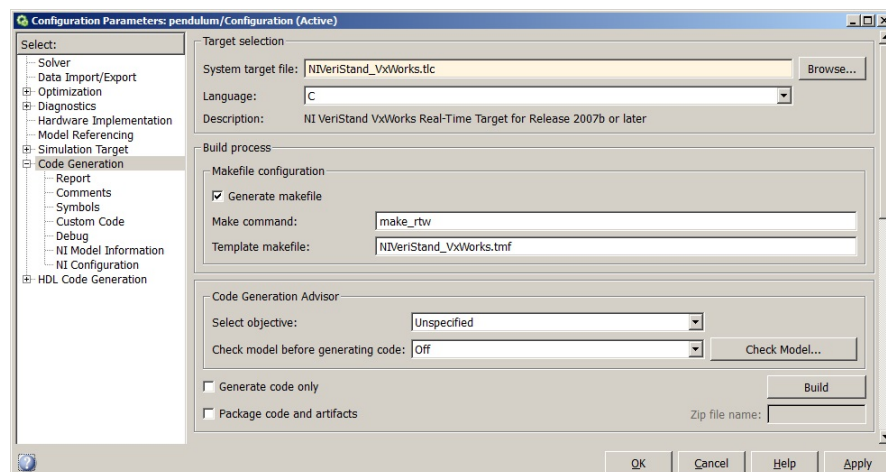 Configuration Parameters: pendulum/Configuration (Active)
Select:
Solver
Data Import/Export
Optimization
Diagnostics
Hardware Implementation
Model Referencing
Simulation Target
Code Generation
Report
Comments
Symbols
Custom Code
Debug
NI Model Information
NI Configuration
HDL Code Generation
Target selection
System target file: NIVeriStand_VxWorks.tlc Browse...
Language: C
Description: NI VeriStand VxWorks Real-Time Target for Release 2007b or later
Build process
Makefile configuration
Generate makefile
Make command: make_rtw
Template makefile: NIVeriStand_VxWorks.tmf
Code Generation Advisor
Select objective: Unspecified
Check model before generating code: Off Check Model...
Generate code only Build
Package code and artifacts Zip file name:
OK Cancel Help Apply